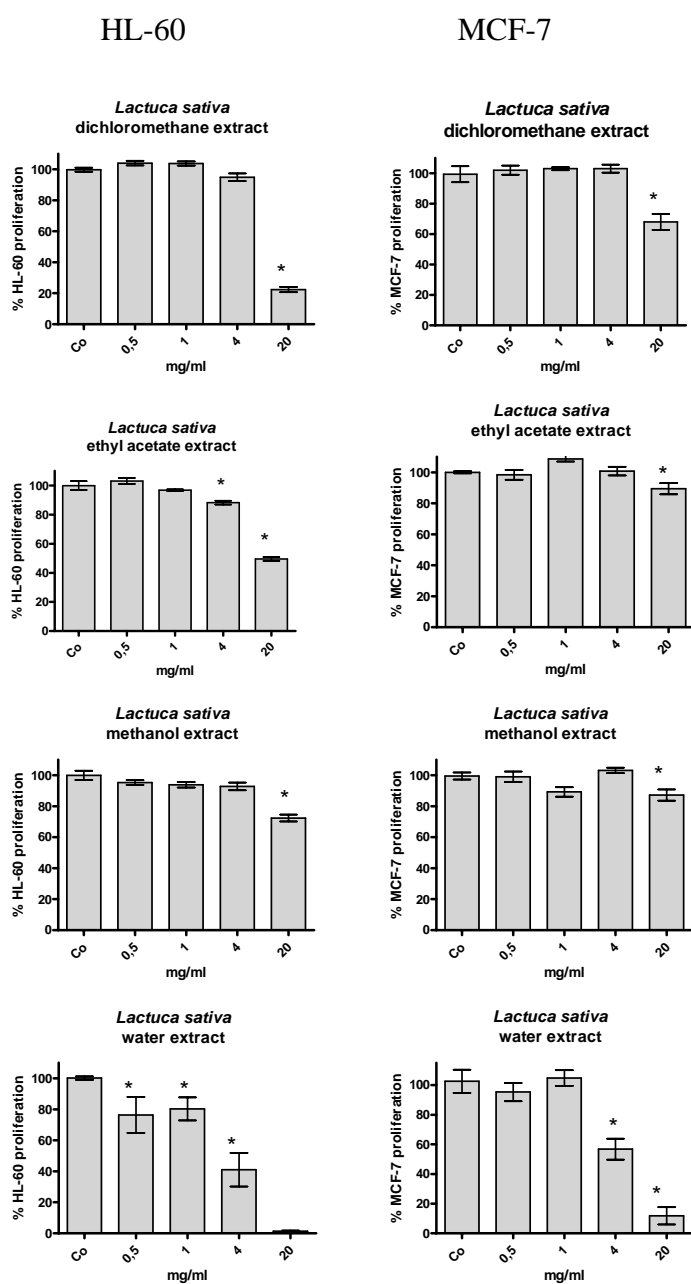 HL-60
MCF-7
Lactuca sativa
dichloromethane extract
% HL-60 proliferation
100
80
60
40
20
0
*
Co
0,5
1
4
20
mg/ml
Lactuca sativa
dichloromethane extract
% MCF-7 proliferation
100
80
60
40
20
0
*
Co
0,5
1
4
20
mg/ml
Lactuca sativa
ethyl acetate extract
% HL-60 proliferation
100
80
60
40
20
0
*
*
Co
0,5
1
4
20
mg/ml
Lactuca sativa
ethyl acetate extract
% MCF-7 proliferation
100
80
60
40
20
0
*
Co
0,5
1
4
20
mg/ml
Lactuca sativa
methanol extract
% HL-60 proliferation
100
80
60
40
20
0
*
Co
0,5
1
4
20
mg/ml
Lactuca sativa
methanol extract
% MCF-7 proliferation
100
80
60
40
20
0
*
Co
0,5
1
4
20
mg/ml
Lactuca sativa
water extract
% HL-60 proliferation
100
80
60
40
20
0
*
*
*
Co
0,5
1
4
20
mg/ml
Lactuca sativa
water extract
% MCF-7 proliferation
100
80
60
40
20
0
*
*
Co
0,5
1
4
20
mg/ml